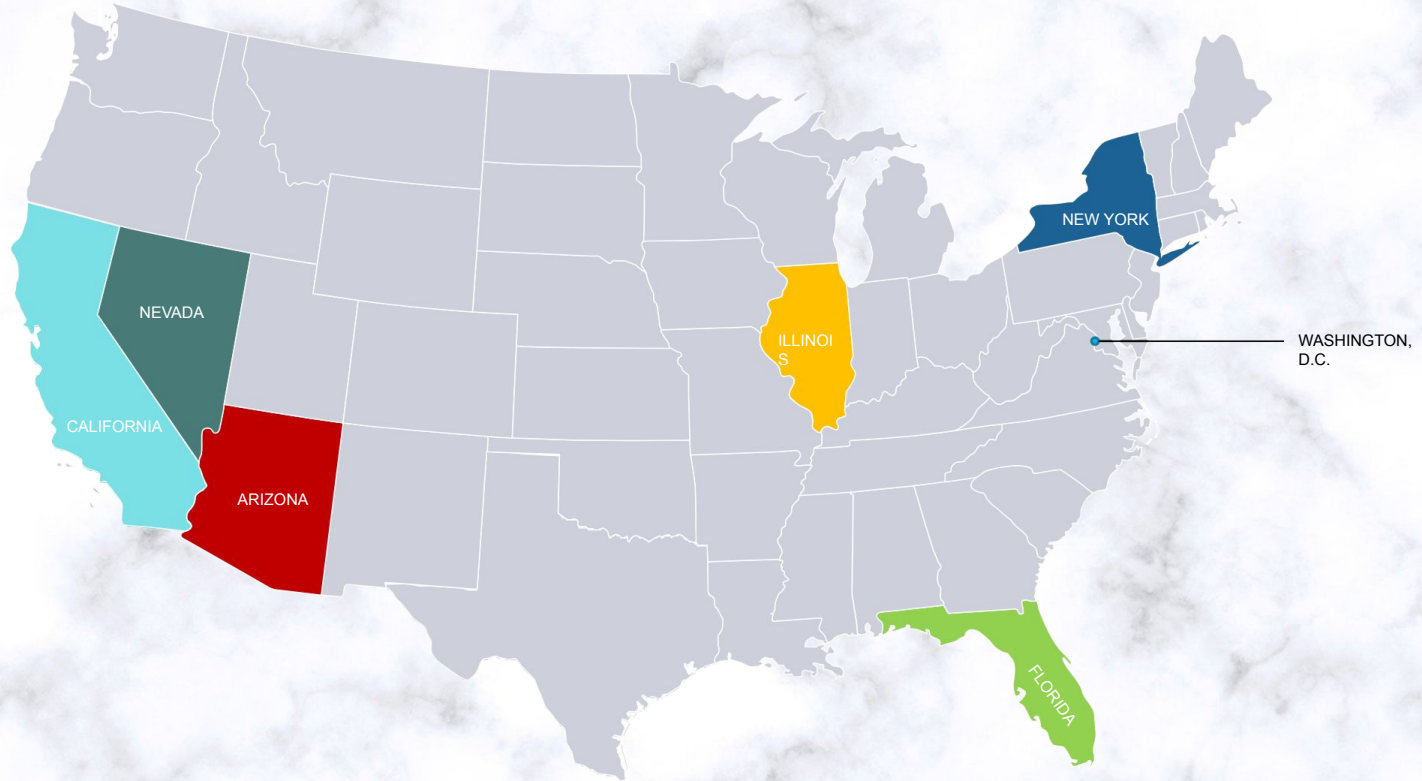 NEW YORK
NEVADA
ILLINOI
S
WASHINGTON,
D.C.
CALIFORNIA
ARIZONA
FLORIDA